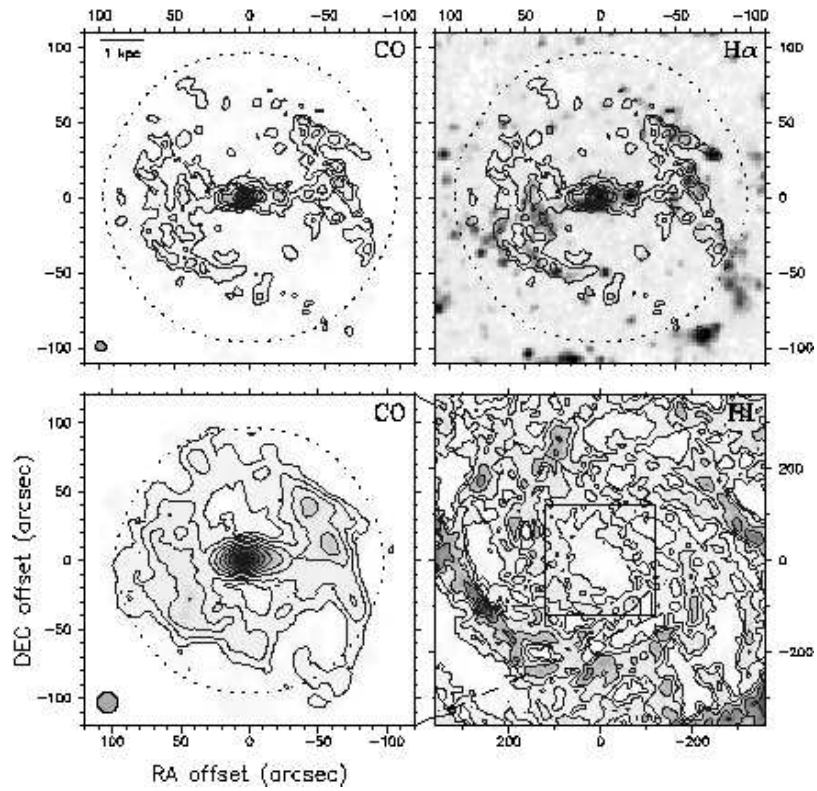 100 50 0 −50 −100 100 50 0 −50 −100
100 1 kpc CO Hα 100
50 50
0 0
−50 −50
−100 −100
100 CO HI
50 200
0 0
−50
−100 −200
100 50 0 −50 −100 200 0 −200
DEC offset (arcsec)
RA offset (arcsec)